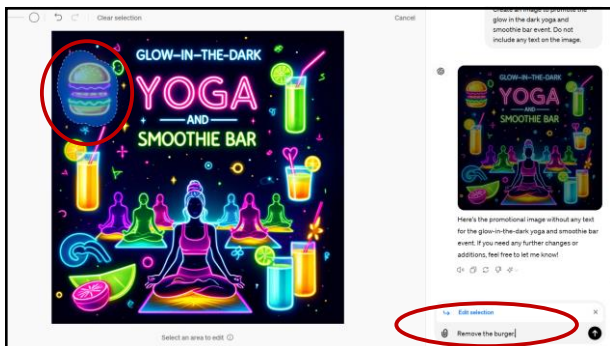 Clear selection
Cancel
Create an image to promote the
glow in the dark yoga and
smoothie bar event. Do not
include any text on the image.
GLOW-IN-THE-DARK
YOGA
AND
SMOOTHIE BAR
Select an area to edit
GLOW-IN-THE-DARK
YOGA
AND
SMOOTHIE BAR
Here's the promotional image without any text
for the glow-in-the-dark yoga and smoothie bar
event. If you need any further changes or
additions, feel free to let me know!
Edit selection
Remove the burger.